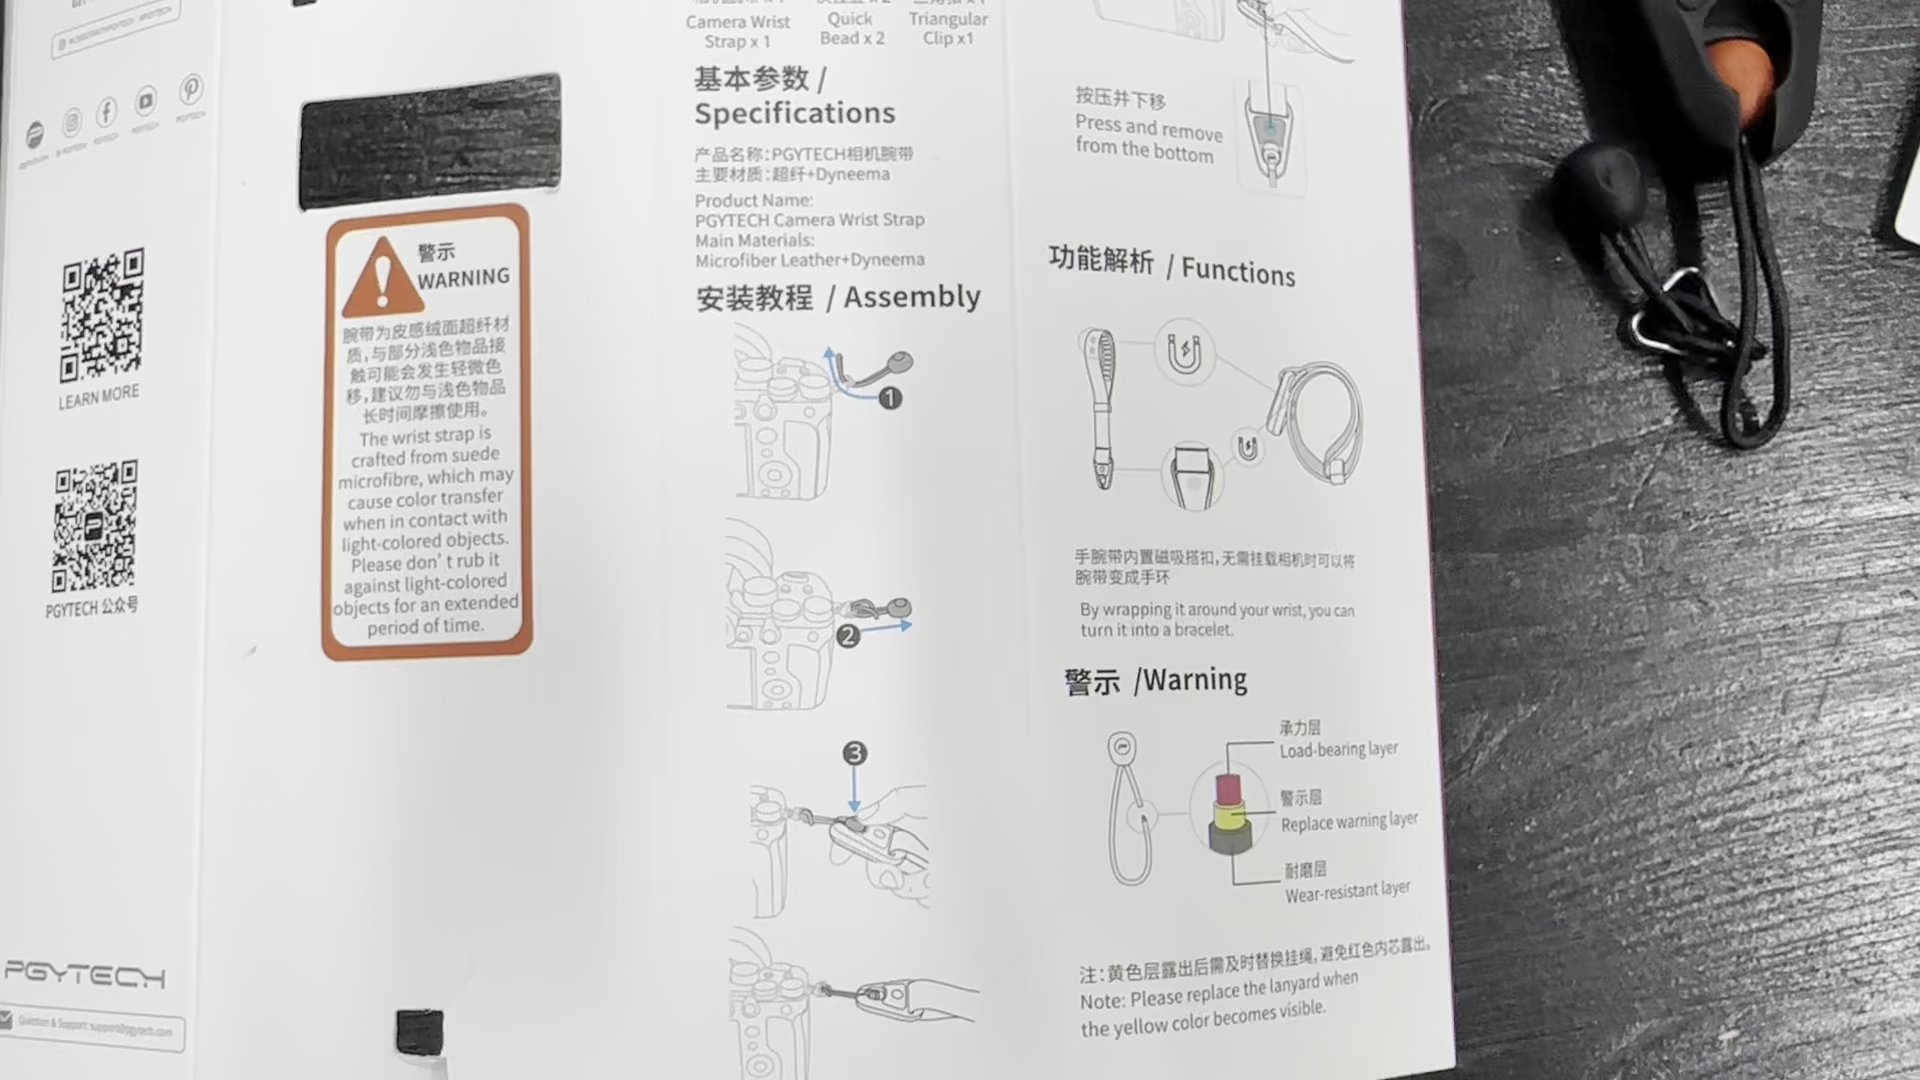 LEARN MORE
PGYTECH 公众号
PGYTECH
Question & Support: support@pgytech.com
警示
WARNING
腕带为皮感绒面超纤材
质,与部分浅色物品接
触可能会发生轻微色
移,建议勿与浅色物品
长时间摩擦使用。
The wrist strap is
crafted from suede
microfibre, which may
cause color transfer
when in contact with
light-colored objects.
Please don't rub it
against light-colored
objects for an extended
period of time.
Camera Wrist
Strap x 1
Quick
Bead x 2
Triangular
Clip x1
基本参数 /
Specifications
产品名称:PGYTECH相机腕带
主要材质:超纤+Dyneema
Product Name:
PGYTECH Camera Wrist Strap
Main Materials:
Microfiber Leather+Dyneema
安装教程 / Assembly
1
2
3
按压并下移
Press and remove
from the bottom
功能解析 / Functions
手腕带内置磁吸搭扣,无需挂载相机时可以将
腕带变成手环
By wrapping it around your wrist, you can
turn it into a bracelet.
警示 /Warning
承力层
Load-bearing layer
警示层
Replace warning layer
耐磨层
Wear-resistant layer
注:黄色层露出后需及时替换挂绳,避免红色内芯露出。
Note: Please replace the lanyard when
the yellow color becomes visible.